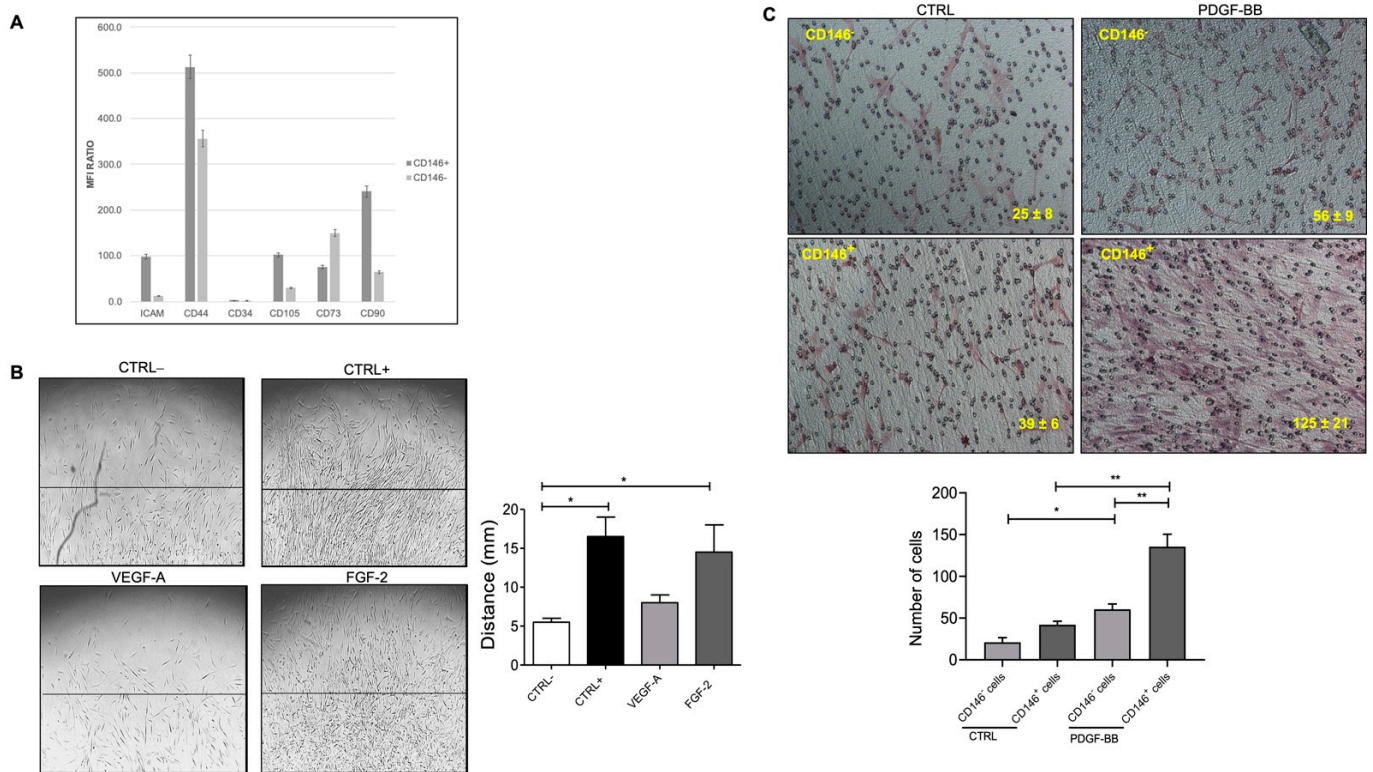 A
600.0
500.0
400.0
300.0
200.0
100.0
0.0
MFI RATIO
ICAM CD44 CD34 CD105 CD73 CD90
CD146+
CD146-
B
CTRL–
CTRL+
VEGF-A
FGF-2
Distance (mm)
20
15
10
5
0
*
*
CTRL-
CTRL+
VEGF-A
FGF-2
C
CTRL
PDGF-BB
CD146-
25 ± 8
CD146-
56 ± 9
CD146+
39 ± 6
CD146+
125 ± 21
Number of cells
200
150
100
50
0
**
**
*
CD146- cells
CD146+ cells
CD146- cells
CD146+ cells
CTRL
PDGF-BB